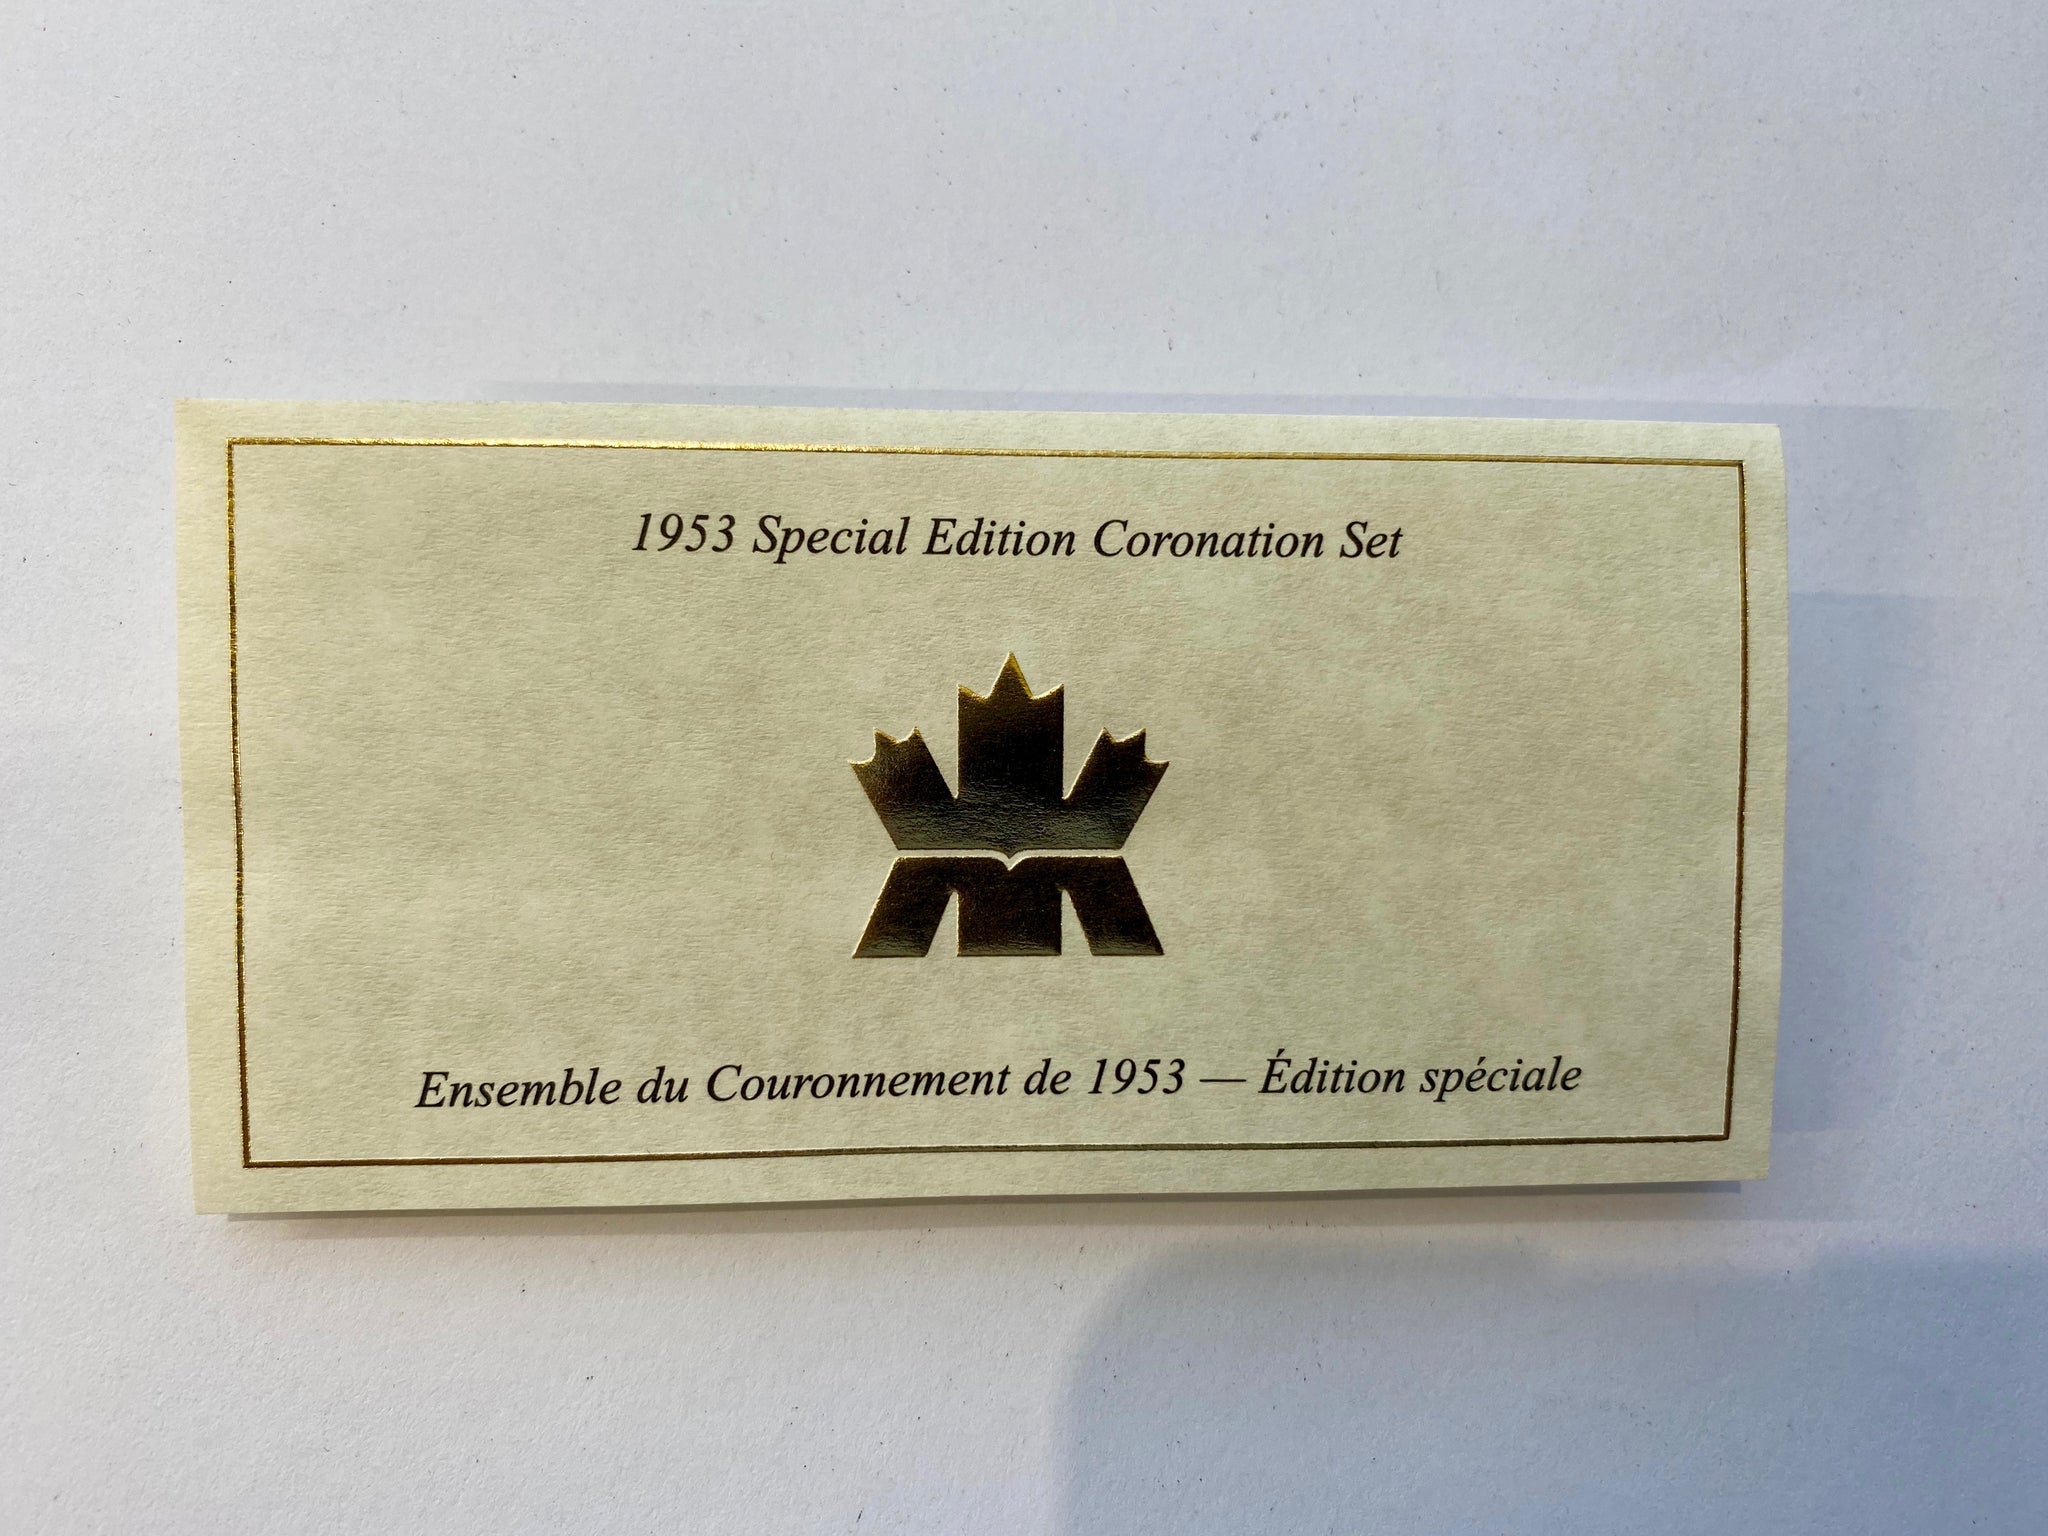 1953 Special Edition Coronation Set
Ensemble du Couronnement de 1953 — Édition spéciale